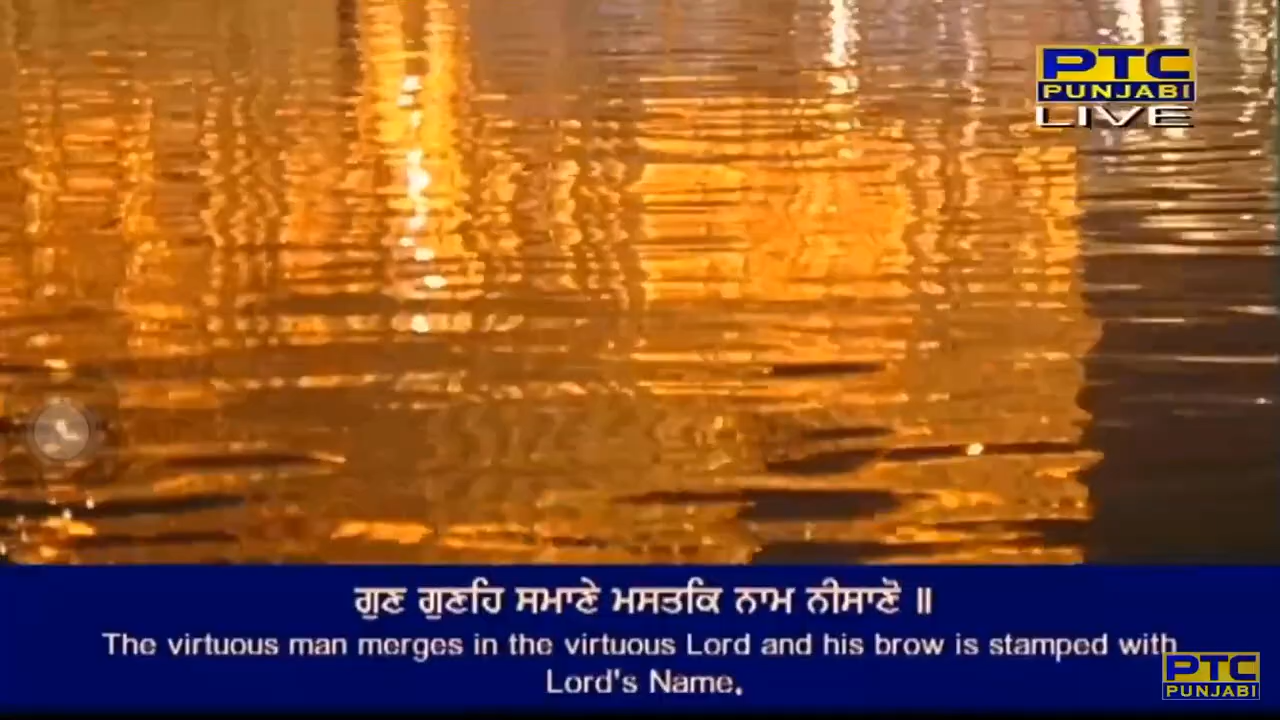 PTC
PUNJABI
LIVE
ਗੁਣ ਗੁਣਹਿ ਸਮਾਣੇ ਮਸਤਕਿ ਨਾਮ ਨੀਸਾਣੋ ॥
The virtuous man merges in the virtuous Lord and his brow is stamped with
Lord's Name.
PTC
PUNJABI